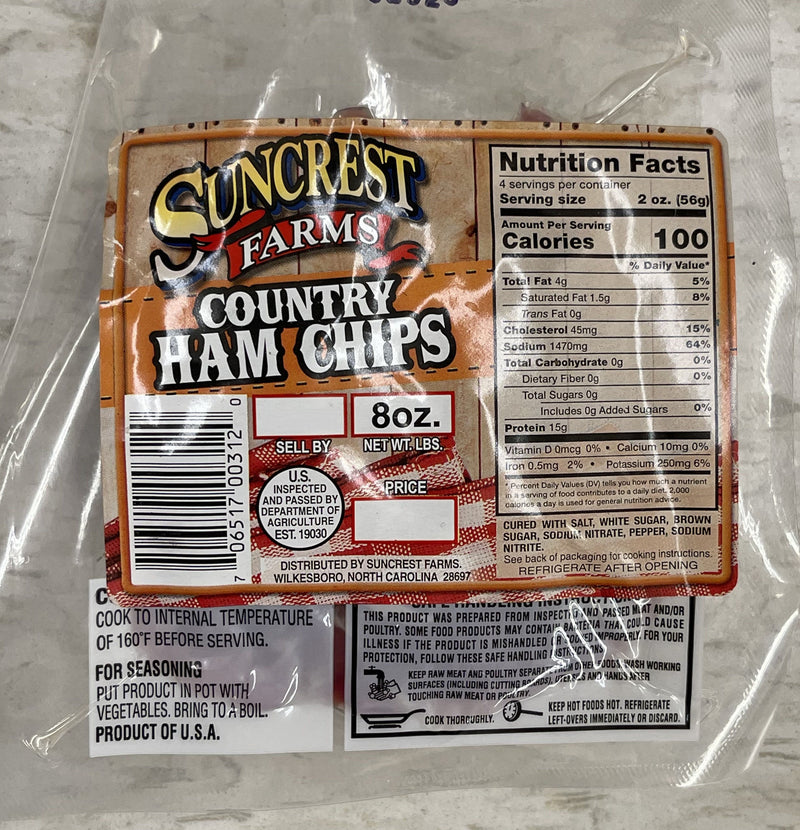 SUNCREST
FARMS
COUNTRY
HAM CHIPS
8oz.
SELL BY
NET WT. LBS.
U.S.
INSPECTED
AND PASSED BY
DEPARTMENT OF
AGRICULTURE
EST. 19030
PRICE
7 06517 00312 0
DISTRIBUTED BY SUNCREST FARMS.
WILKESBORO, NORTH CAROLINA 28697
Nutrition Facts
4 servings per container
Serving size 2 oz. (56g)
Amount Per Serving
Calories 100
% Daily Value*
Total Fat 4g 5%
Saturated Fat 1.5g 8%
Trans Fat 0g
Cholesterol 45mg 15%
Sodium 1470mg 64%
Total Carbohydrate 0g 0%
Dietary Fiber 0g 0%
Total Sugars 0g
Includes 0g Added Sugars 0%
Protein 15g
Vitamin D 0mcg 0% • Calcium 10mg 0%
Iron 0.5mg 2% • Potassium 250mg 6%
* Percent Daily Values (DV) tells you how much a nutrient
in a serving of food contributes to a daily diet. 2,000
calories a day is used for general nutrition advice.
CURED WITH SALT, WHITE SUGAR, BROWN
SUGAR, SODIUM NITRATE, PEPPER, SODIUM
NITRITE.
See back of packaging for cooking instructions.
REFRIGERATE AFTER OPENING
COOK TO INTERNAL TEMPERATURE
OF 160°F BEFORE SERVING.
FOR SEASONING
PUT PRODUCT IN POT WITH
VEGETABLES. BRING TO A BOIL.
PRODUCT OF U.S.A.
SAFE HANDLING INSTRUCTIONS
THIS PRODUCT WAS PREPARED FROM INSPECTED AND PASSED MEAT AND/OR
POULTRY. SOME FOOD PRODUCTS MAY CONTAIN BACTERIA THAT COULD CAUSE
ILLNESS IF THE PRODUCT IS MISHANDLED OR COOKED IMPROPERLY. FOR YOUR
PROTECTION, FOLLOW THESE SAFE HANDLING INSTRUCTIONS.
KEEP RAW MEAT AND POULTRY SEPARATE FROM OTHER FOODS. WASH WORKING
SURFACES (INCLUDING CUTTING BOARDS), UTENSILS AND HANDS AFTER
TOUCHING RAW MEAT OR POULTRY.
COOK THOROUGHLY.
KEEP HOT FOODS HOT. REFRIGERATE
LEFT-OVERS IMMEDIATELY OR DISCARD.